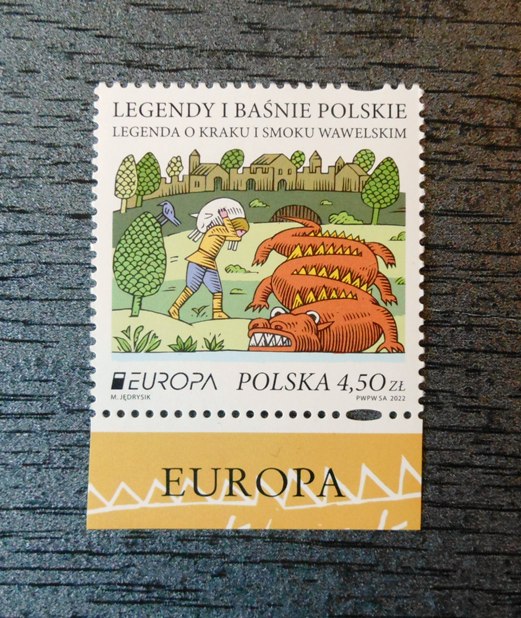 LEGENDY I BAŚNIE POLSKIE
LEGENDA O KRAKU I SMOKU WAWELSKIM
EUROPA POLSKA 4,50 ZŁ
M. JĘDRYSIK PWPW SA 2022
EUROPA